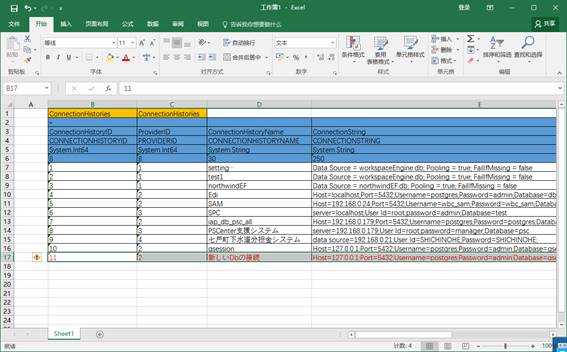 工作簿1 - Excel
登录
文件 开始 插入 页面布局 公式 数据 审阅 视图 帮助 告诉我你想要做什么 共享
粘贴 等线 11 自动换行 文本 条件格式 套用表格格式 单元格样式 插入 删除 格式 排序和筛选 查找和选择
合并后居中
剪贴板 字体 对齐方式 数字 样式 单元格 编辑
B17 11
A B C D E
1 ConnectionHistories ConnectionHistories
2
3 ConnectionHistoryID ProviderID ConnectionHistoryName ConnectionString
4 CONNECTIONHISTORYID PROVIDERID CONNECTIONHISTORYNAME CONNECTIONSTRING
5 System.Int64 System.Int64 System.String System.String
6 8 8 30 250
7 1 1 setting Data Source = workspaceEngine.db; Pooling = true; FailIfMissing = false
8 2 1 test1 Data Source = workspaceEngine.db; Pooling = true; FailIfMissing = false
9 3 1 northwindEF Data Source = northwindEF.db; Pooling = true; FailIfMissing = false
10 4 2 Edi Host=localhost;Port=5432;Username=postgres;Password=admin;Database=
11 5 2 SAM Host=192.168.0.24;Port=5432;Username=wbc_sam;Password=wbc_sam;
12 6 3 SPC server=localhost;User Id=root;password=admin;Database=test
13 7 2 iap_db_psc_all Host=192.168.0.179;Port=5432;Username=postgres;Password=postgres;
14 8 3 PSCenter支援システム server=192.168.0.179;User Id=root;password=manager;Database=psc
15 9 4 七戸町下水道分担金システム data source=192.168.0.21;User Id=SHICHINOHE;Password=SHICHINOHE;
16 10 2 qsession Host=127.0.0.1;Port=5432;Username=postgres;Password=admin;Database=
17 11 2 新しいDbの接続 Host=127.0.0.1;Port=5432;Username=postgres;Password=admin;Database=
18
19
20
21
22
Sheet1
就绪 计数: 4